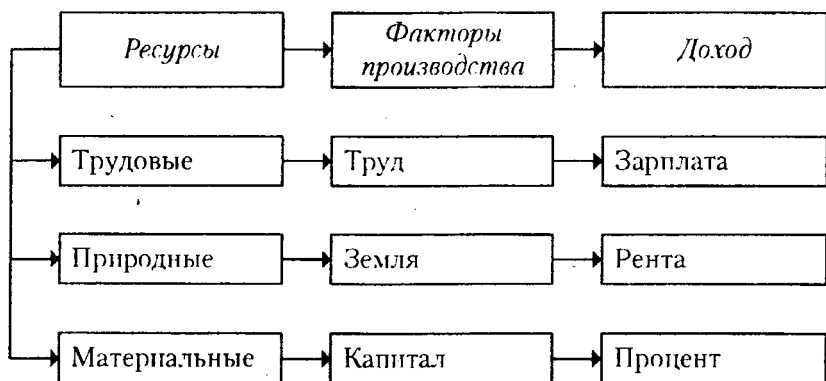 Ресурсы
Факторы
производства
Доход
Трудовые
Труд
Зарплата
Природные
Земля
Рента
Материальные
Капитал
Процент